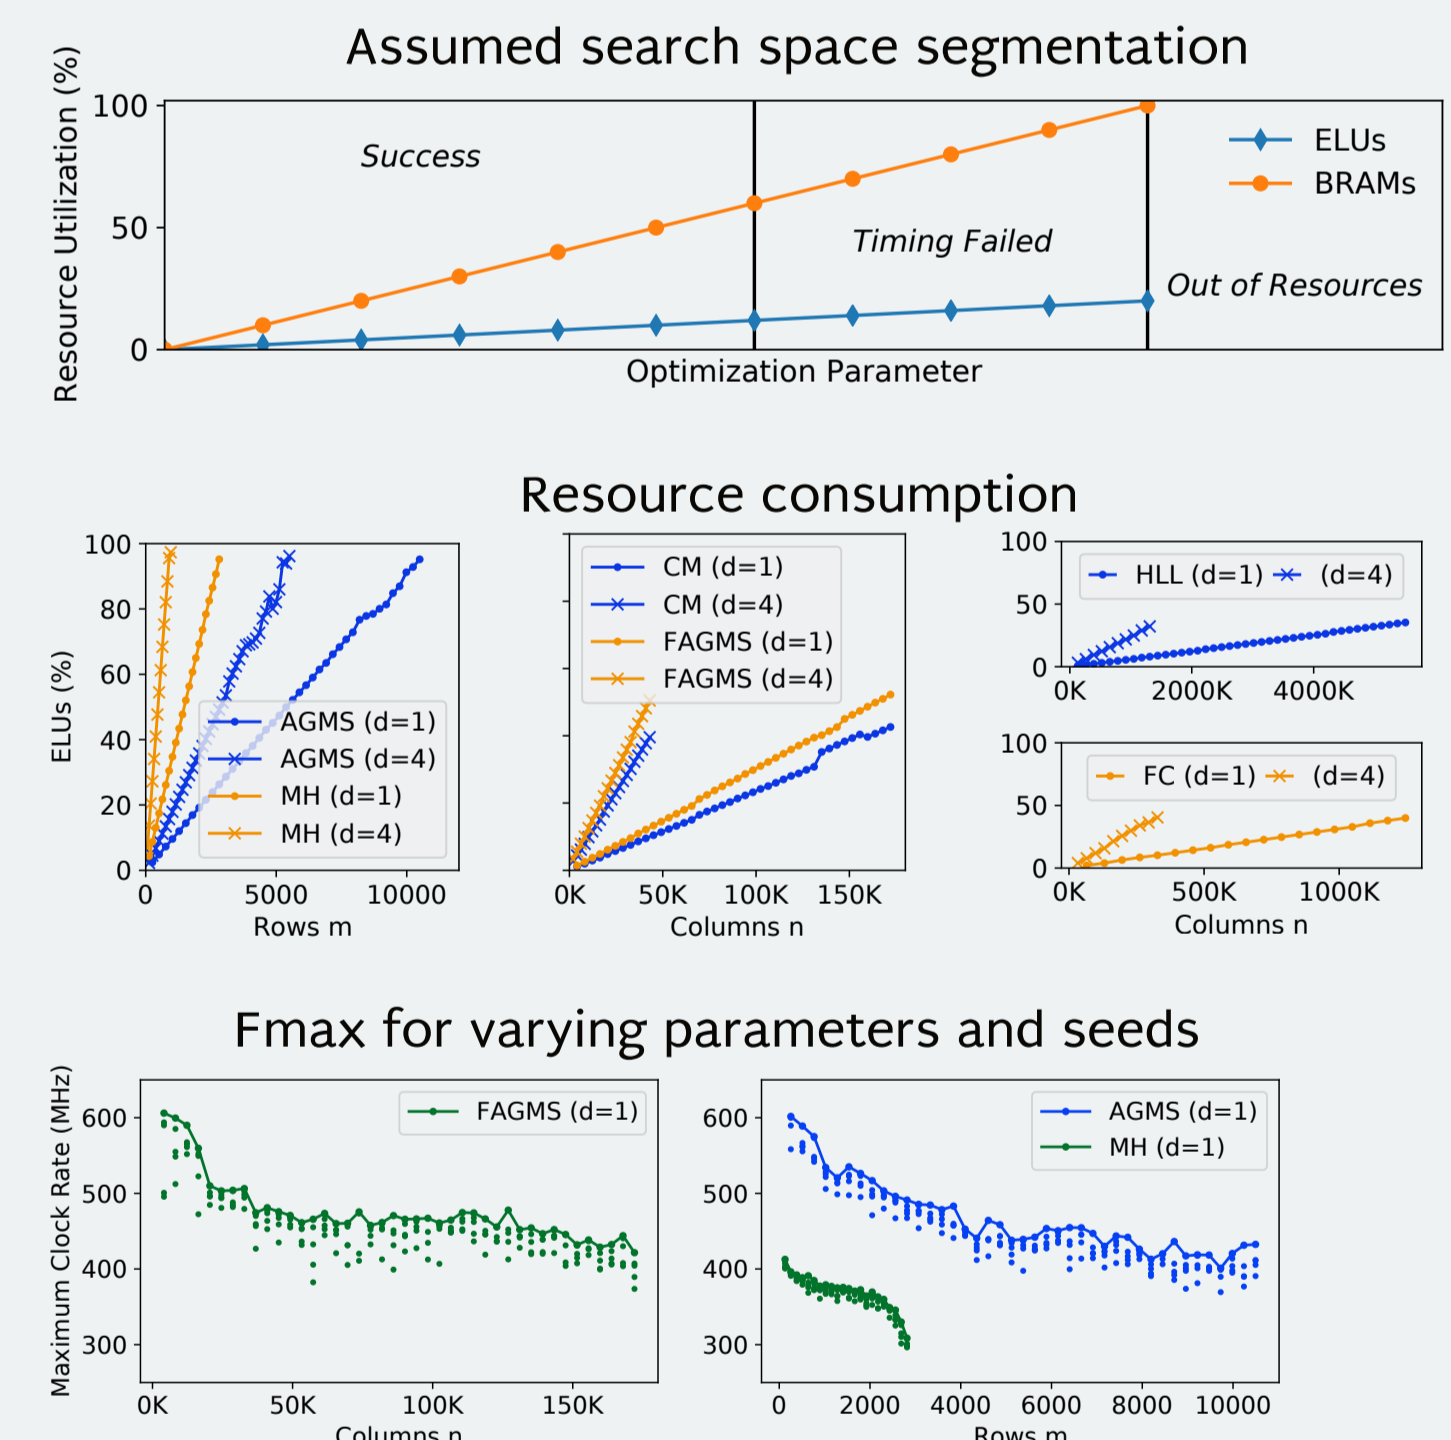 Assumed search space segmentation
Resource Utilization (%)
100
50
0
Success
Timing Failed
Out of Resources
ELUs
BRAMs
Optimization Parameter
Resource consumption
ELUs (%)
100
80
60
40
20
0
AGMS (d=1)
AGMS (d=4)
MH (d=1)
MH (d=4)
0 5000 10000
Rows m
CM (d=1)
CM (d=4)
FAGMS (d=1)
FAGMS (d=4)
0K 50K 100K 150K
Columns n
100
50
0
HLL (d=1) (d=4)
0K 2000K 4000K
100
50
0
FC (d=1) (d=4)
0K 500K 1000K
Columns n
Fmax for varying parameters and seeds
Maximum Clock Rate (MHz)
600
500
400
300
FAGMS (d=1)
0K 50K 100K 150K
Columns n
600
500
400
300
AGMS (d=1)
MH (d=1)
0 2000 4000 6000 8000 10000
Rows m